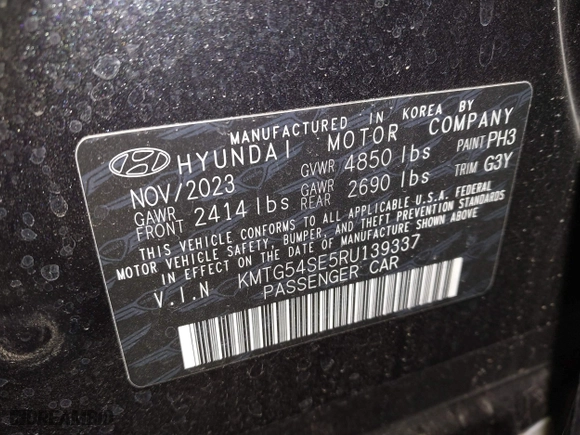 MANUFACTURED IN KOREA BY
HYUNDAI MOTOR COMPANY
NOV/2023 GVWR 4850 lbs PAINT PH3
GAWR FRONT 2414 lbs GAWR REAR 2690 lbs TRIM G3Y
THIS VEHICLE CONFORMS TO ALL APPLICABLE U.S.A. FEDERAL
MOTOR VEHICLE SAFETY, BUMPER, AND THEFT PREVENTION STANDARDS
IN EFFECT ON THE DATE OF MANUFACTURE SHOWN ABOVE
V.I.N KMTG54SE5RU139337
PASSENGER CAR